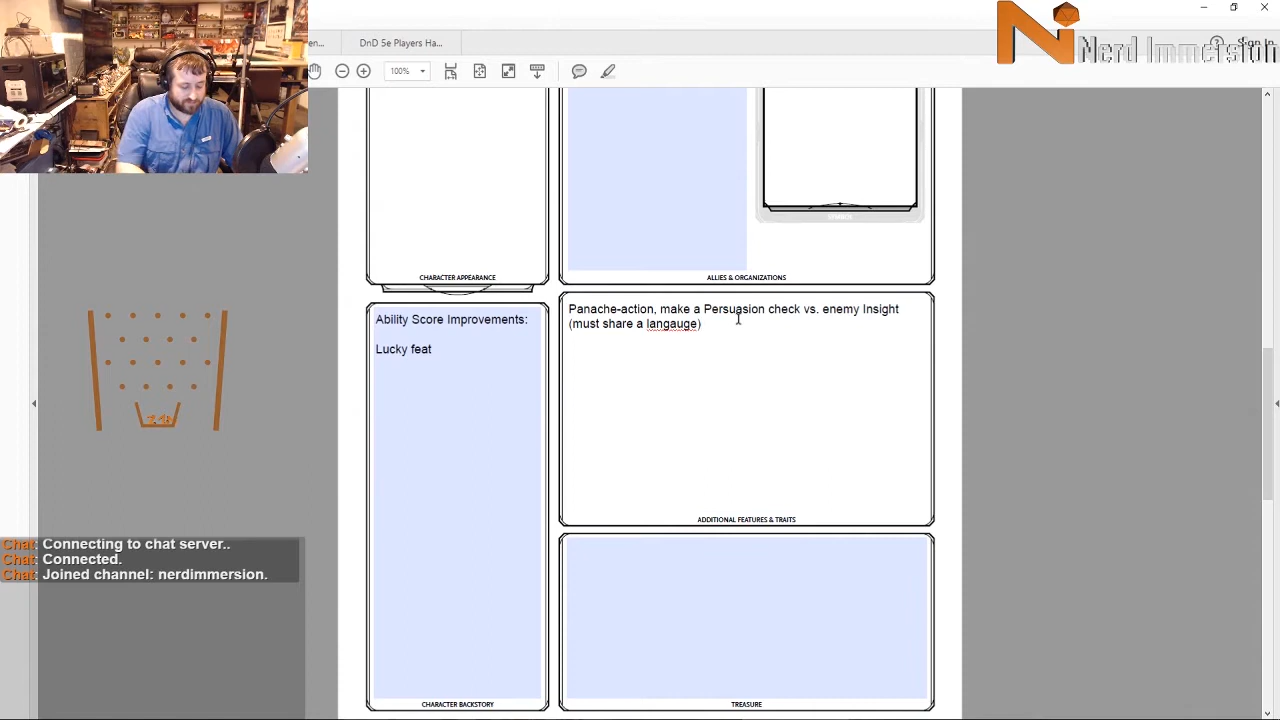 en...
DnD 5e Players Ha...
Nerd Immersion
Sign In
100%
SYMBOL
CHARACTER APPEARANCE
ALLIES & ORGANIZATIONS
Ability Score Improvements:
Lucky feat
Panache-action, make a Persuasion check vs. enemy Insight
(must share a langauge)
ADDITIONAL FEATURES & TRAITS
Chat: Connecting to chat server..
Chat: Connected.
Chat: Joined channel: nerdimmersion.
CHARACTER BACKSTORY
TREASURE